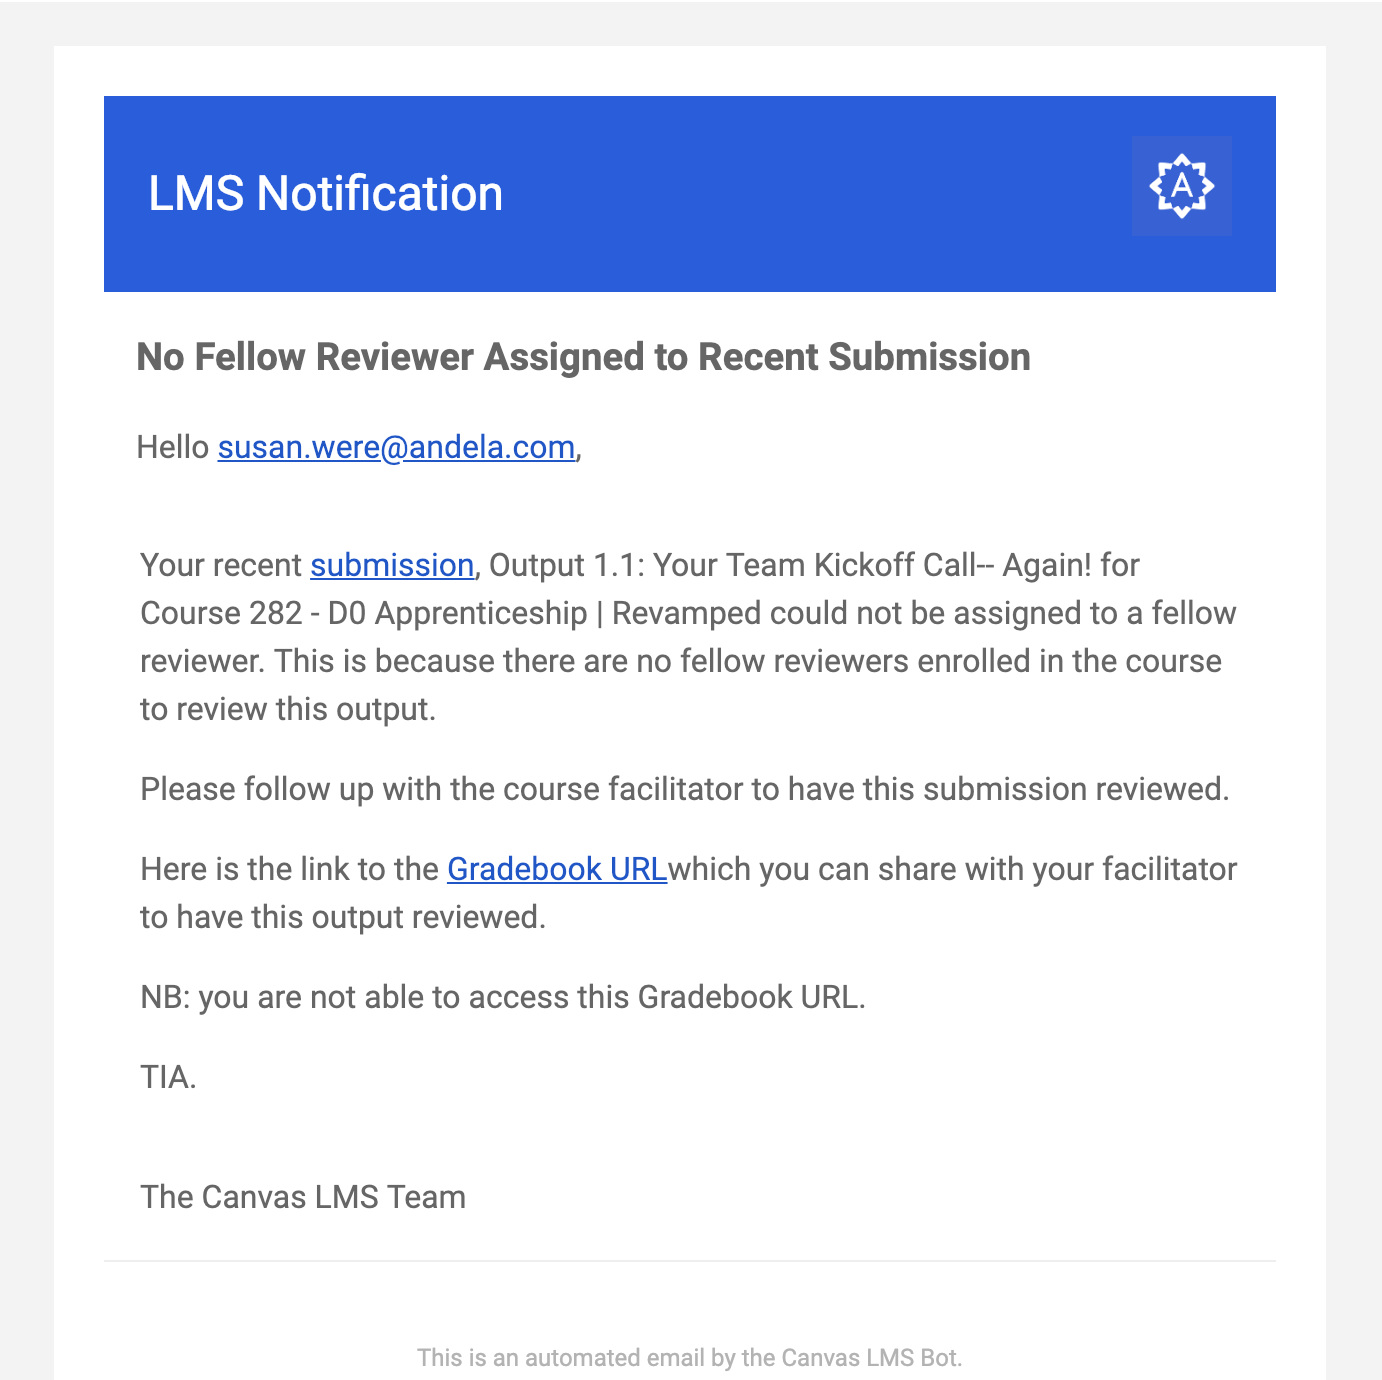 LMS Notification
A
No Fellow Reviewer Assigned to Recent Submission
Hello susan.were@andela.com,
Your recent submission, Output 1.1: Your Team Kickoff Call-- Again! for
Course 282 - D0 Apprenticeship | Revamped could not be assigned to a fellow
reviewer. This is because there are no fellow reviewers enrolled in the course
to review this output.
Please follow up with the course facilitator to have this submission reviewed.
Here is the link to the Gradebook URLwhich you can share with your facilitator
to have this output reviewed.
NB: you are not able to access this Gradebook URL.
TIA.
The Canvas LMS Team
This is an automated email by the Canvas LMS Bot.